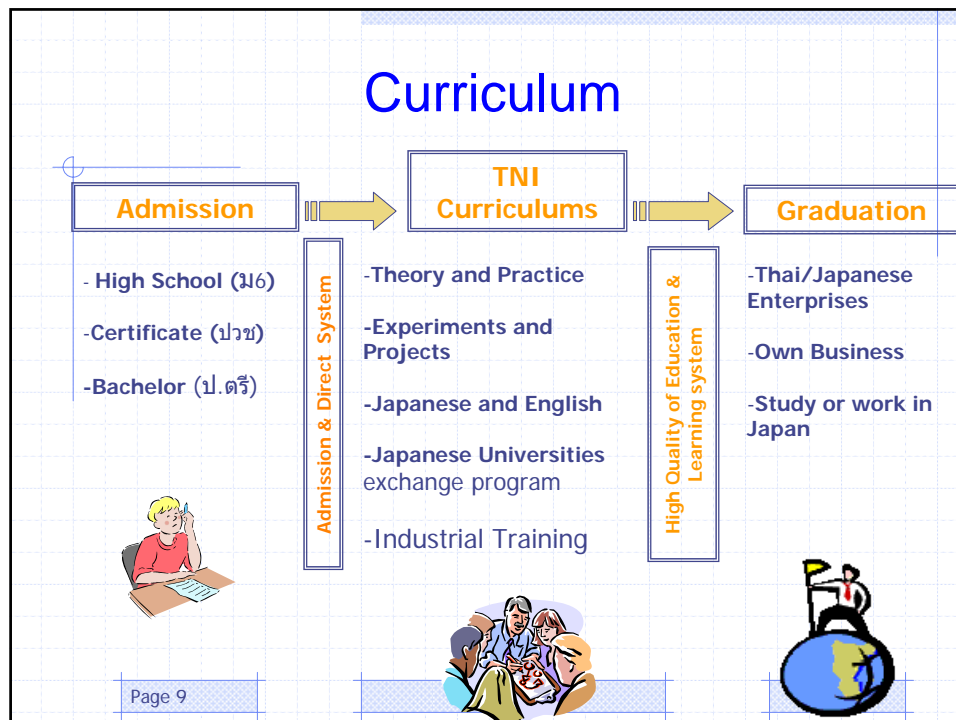 Curriculum
Admission
TNI
Curriculums
Graduation
- High School (ม6)
-Certificate (ปวช)
-Bachelor (ป.ตรี)
Admission & Direct System
-Theory and Practice
-Experiments and
Projects
-Japanese and English
-Japanese Universities
exchange program
-Industrial Training
High Quality of Education &
Learning system
-Thai/Japanese
Enterprises
-Own Business
-Study or work in
Japan
Page 9